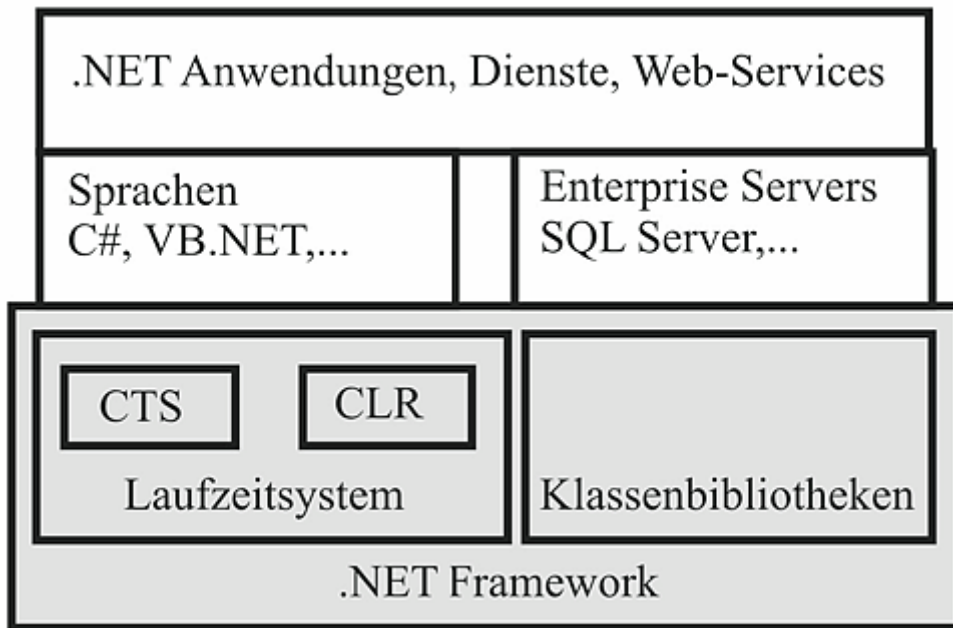 .NET Anwendungen, Dienste, Web-Services
Sprachen
C#, VB.NET,...
Enterprise Servers
SQL Server,...
CTS
CLR
Laufzeitsystem
Klassenbibliotheken
.NET Framework